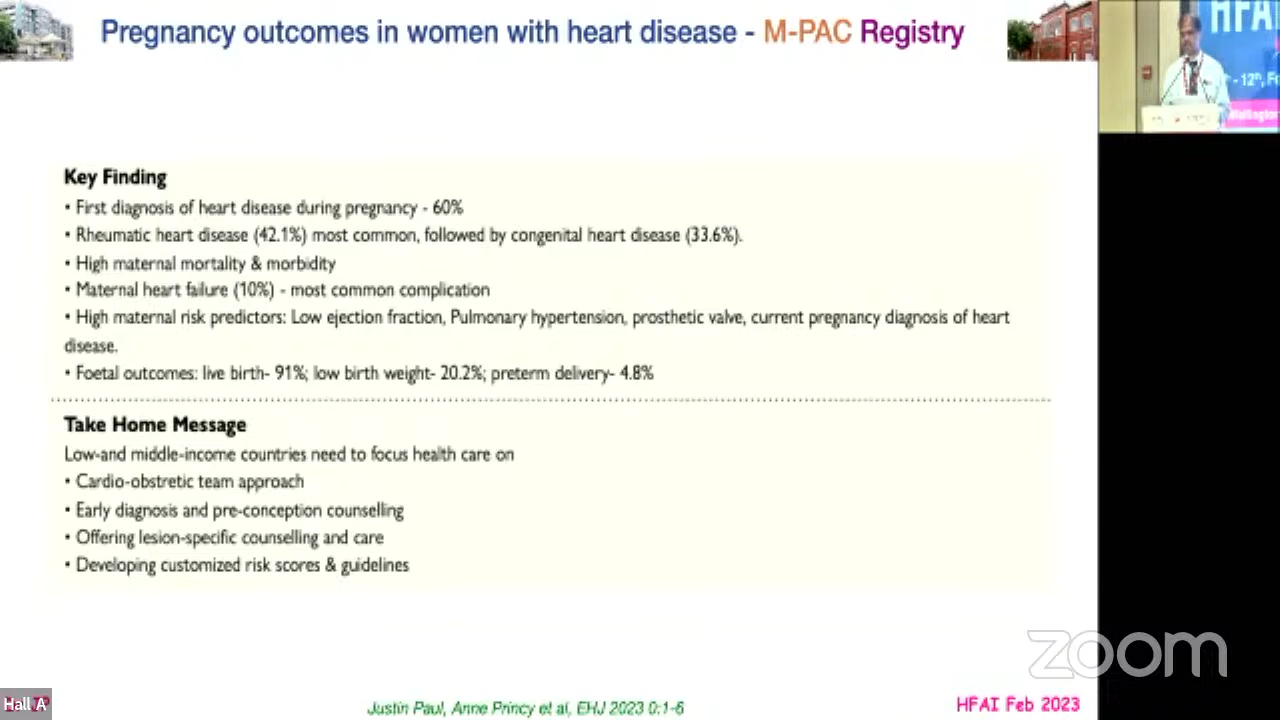 Pregnancy outcomes in women with heart disease - M-PAC Registry
HFAI
- 12th, Fr
Key Finding
• First diagnosis of heart disease during pregnancy - 60%
• Rheumatic heart disease (42.1%) most common, followed by congenital heart disease (33.6%).
• High maternal mortality & morbidity
• Maternal heart failure (10%) - most common complication
• High maternal risk predictors: Low ejection fraction, Pulmonary hypertension, prosthetic valve, current pregnancy diagnosis of heart
disease.
• Foetal outcomes: live birth- 91%; low birth weight- 20.2%; preterm delivery- 4.8%
Take Home Message
Low-and middle-income countries need to focus health care on
• Cardio-obstretic team approach
• Early diagnosis and pre-conception counselling
• Offering lesion-specific counselling and care
• Developing customized risk scores & guidelines
zoom
Hall A
Justin Paul, Anne Princy et al, EHJ 2023 0:1-6
HFAI Feb 2023